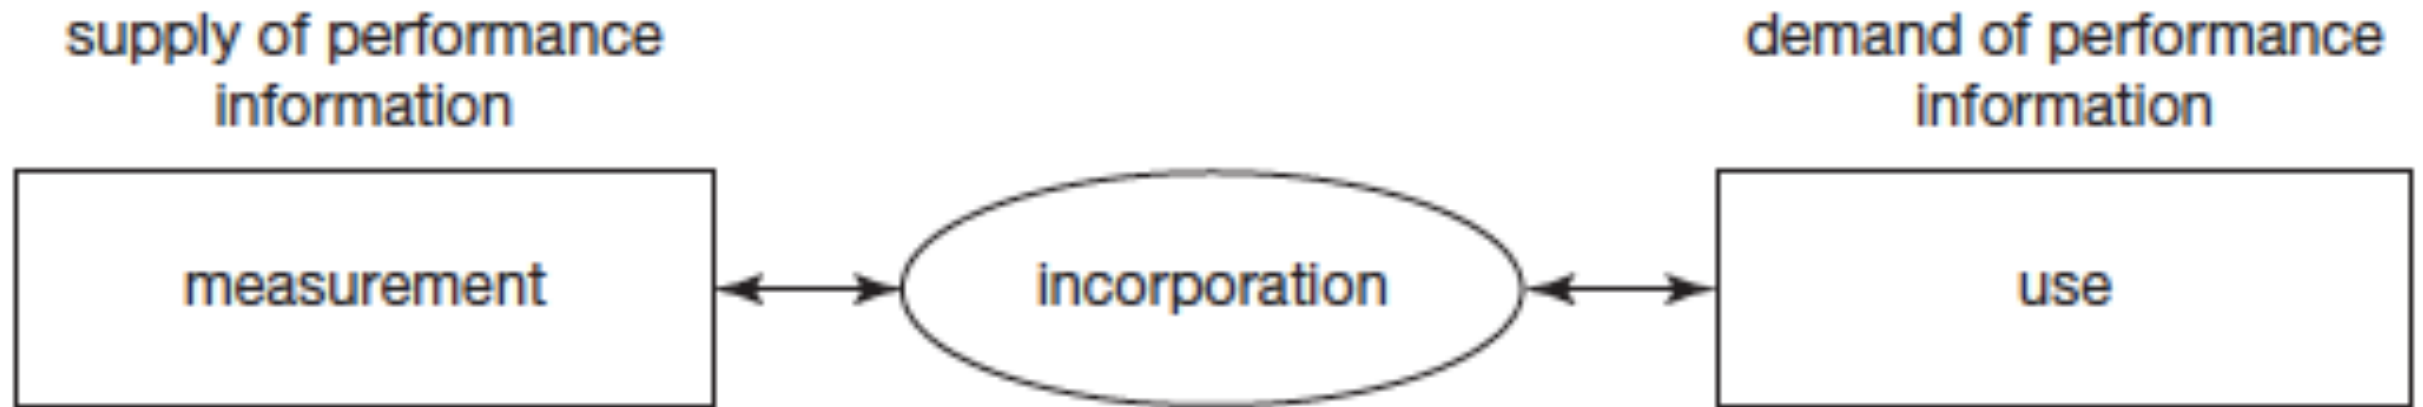 supply of performance
information
demand of performance
information
measurement
incorporation
use